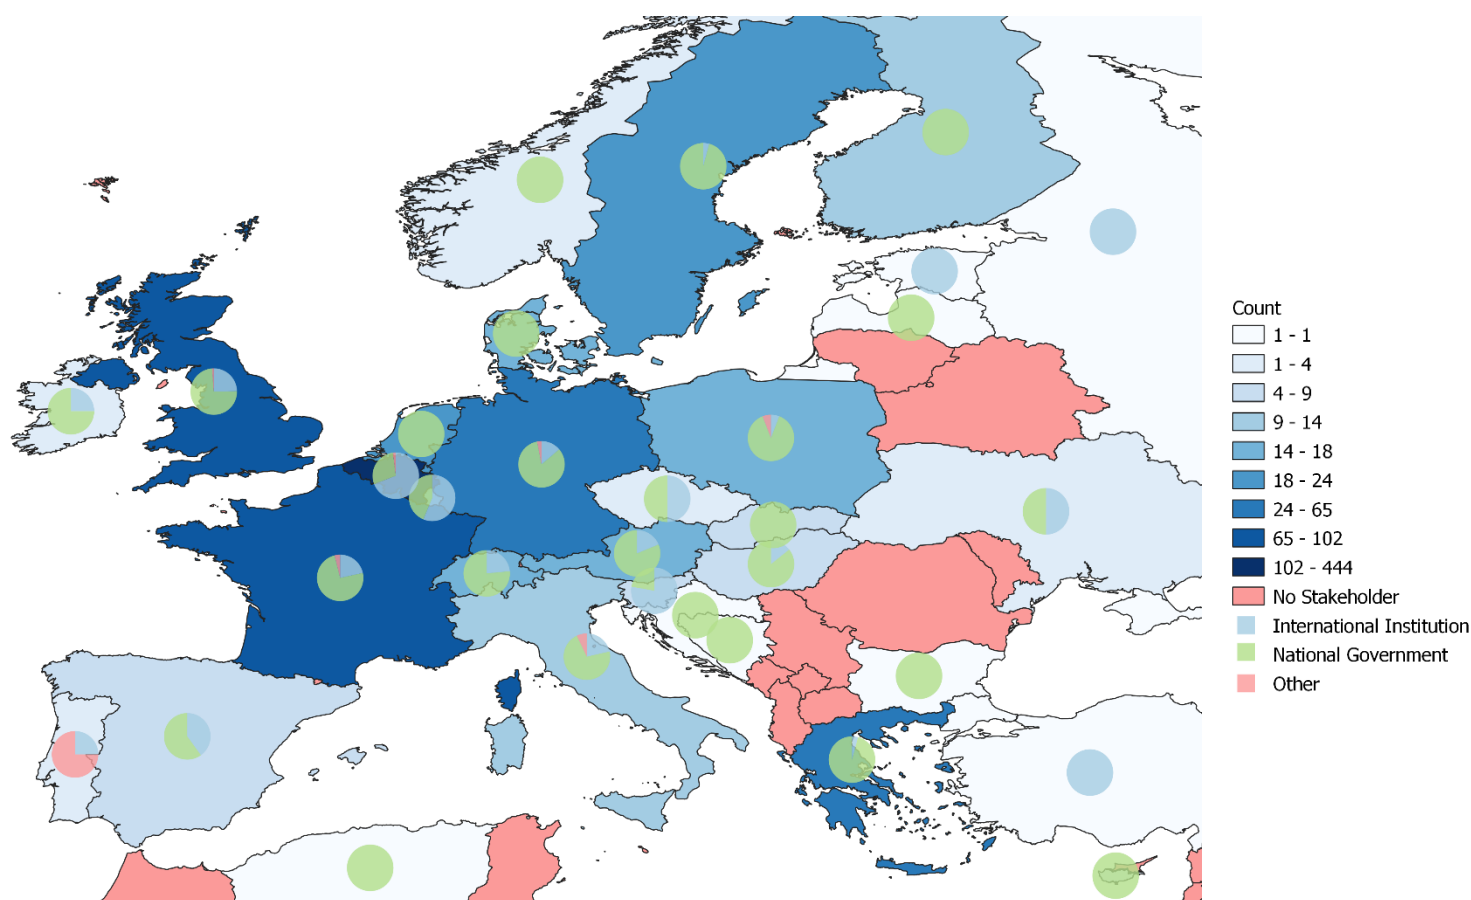 Count
1 - 1
1 - 4
4 - 9
9 - 14
14 - 18
18 - 24
24 - 65
65 - 102
102 - 444
No Stakeholder
International Institution
National Government
Other